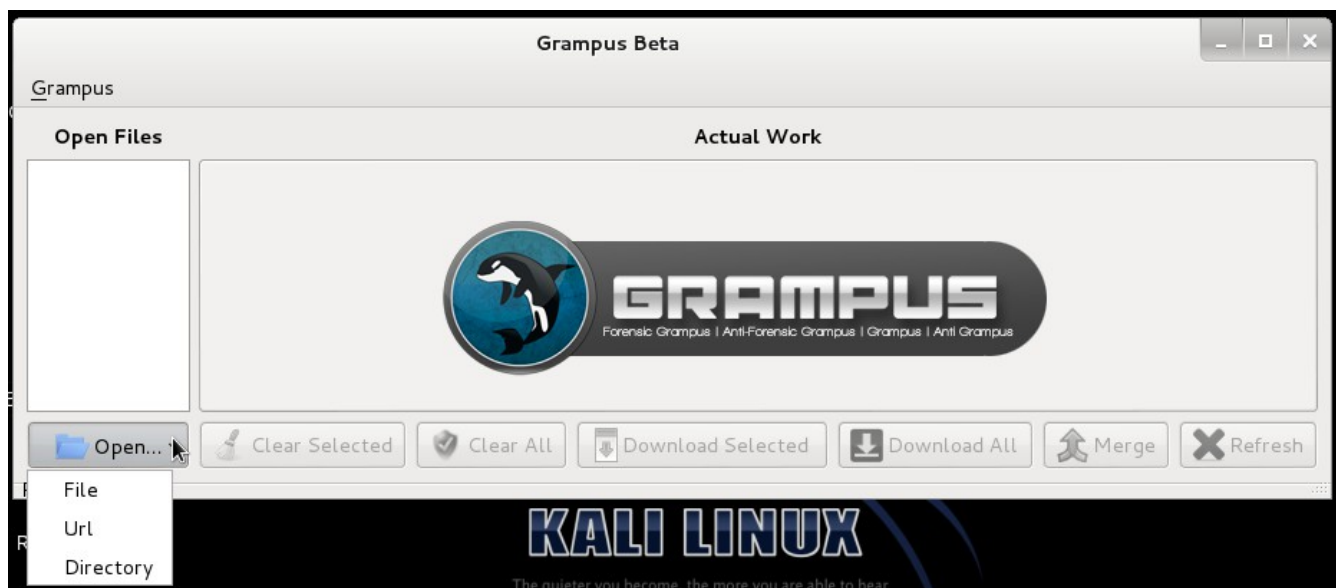 Grampus Beta
Grampus
Open Files
Actual Work
GRAMPUS
Forensic Grampus | Anti-Forensic Grampus | Grampus | Anti Grampus
Open...
Clear Selected
Clear All
Download Selected
Download All
Merge
Refresh
File
Url
Directory
KALI LINUX
The quieter you become, the more you are able to hear